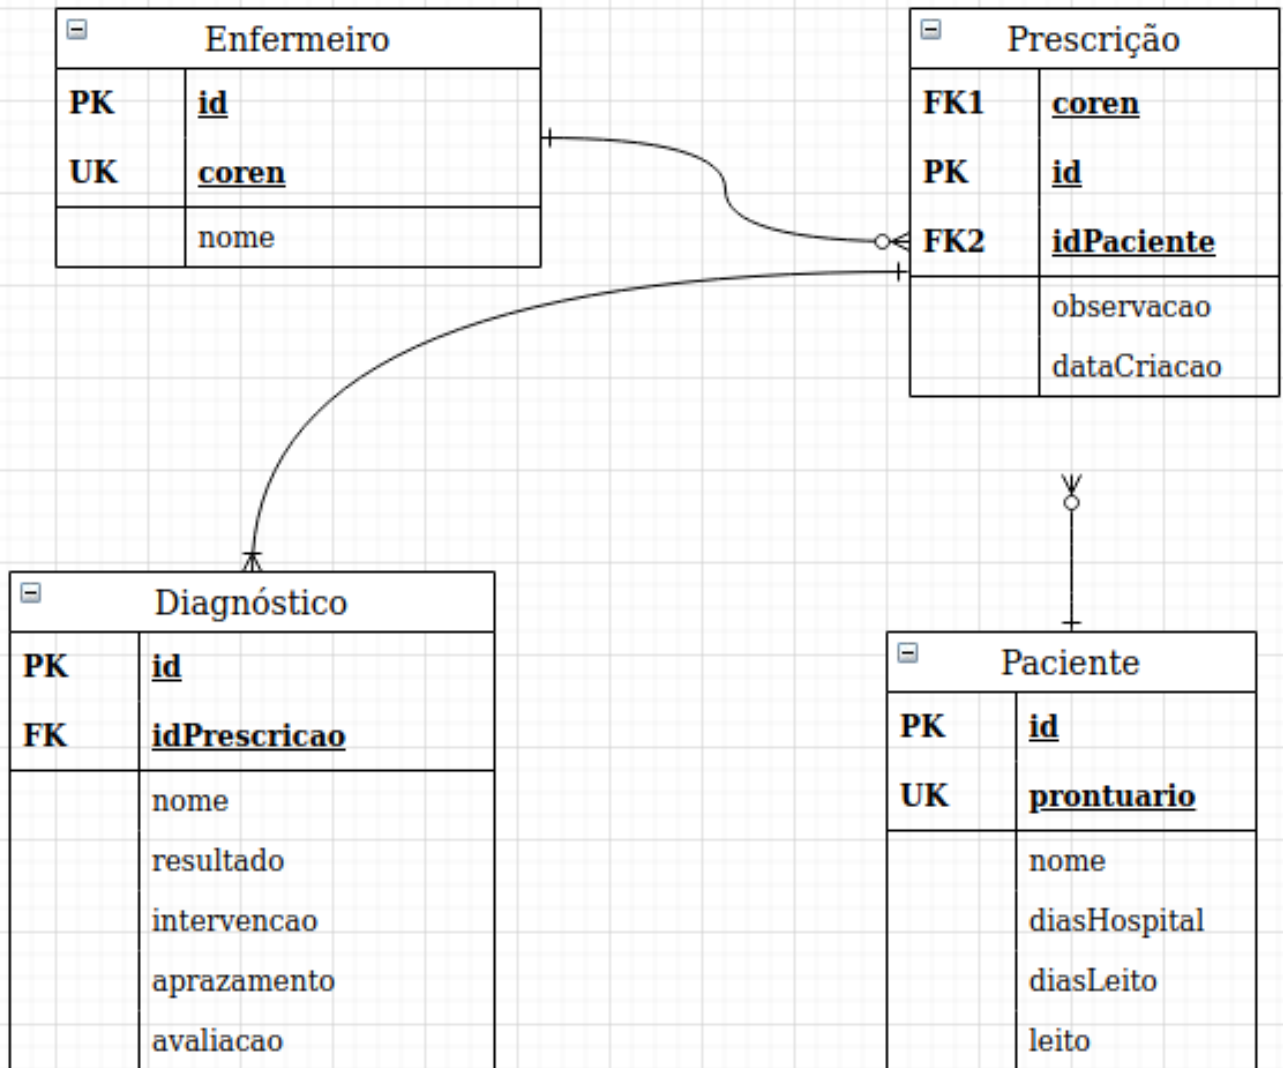 Enfermeiro
PK id
UK coren
nome
Prescrição
FK1 coren
PK id
FK2 idPaciente
observacao
dataCriacao
Diagnóstico
PK id
FK idPrescricao
nome
resultado
intervencao
aprazamento
avaliacao
Paciente
PK id
UK prontuario
nome
diasHospital
diasLeito
leito